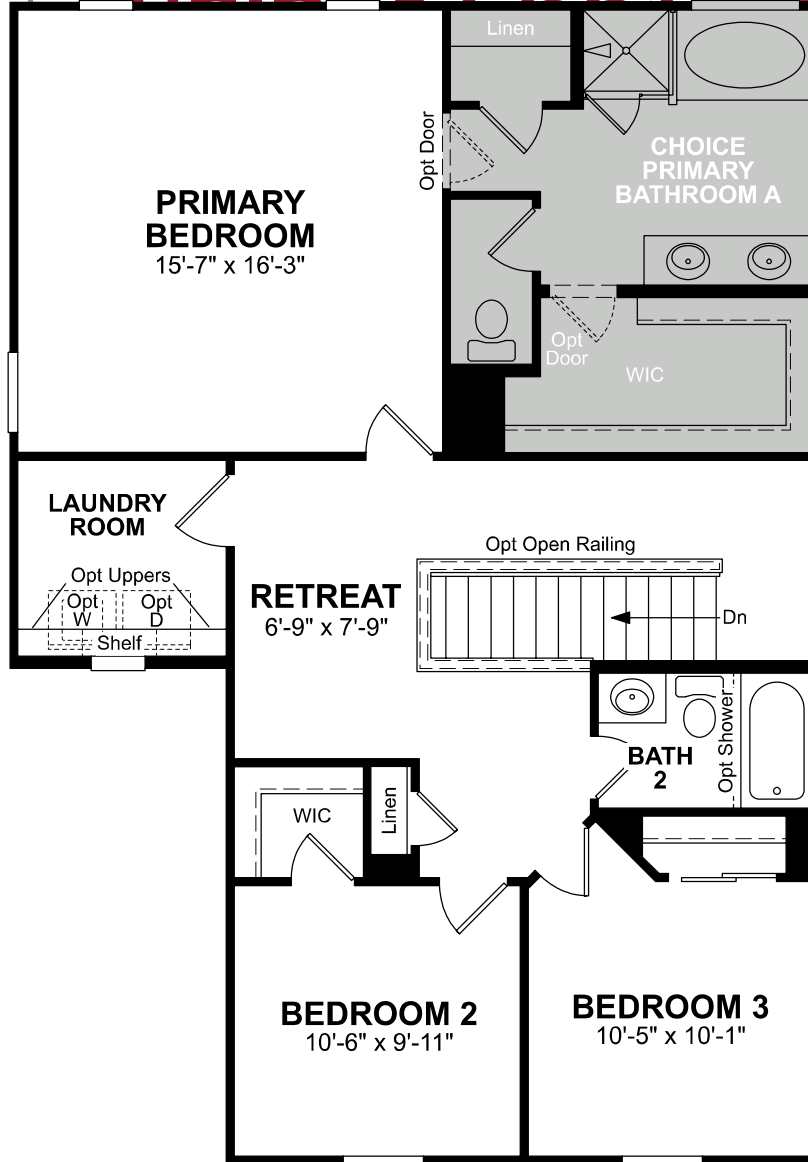 Linen
Opt Door
CHOICE
PRIMARY
BATHROOM A
PRIMARY
BEDROOM
15'-7" x 16'-3"
Opt
Door
WIC
LAUNDRY
ROOM
Opt Uppers
Opt
W
Opt
D
Shelf
Opt Open Railing
RETREAT
6'-9" x 7'-9"
Dn
BATH
2
Opt Shower
WIC
Linen
BEDROOM 2
10'-6" x 9'-11"
BEDROOM 3
10'-5" x 10'-1"